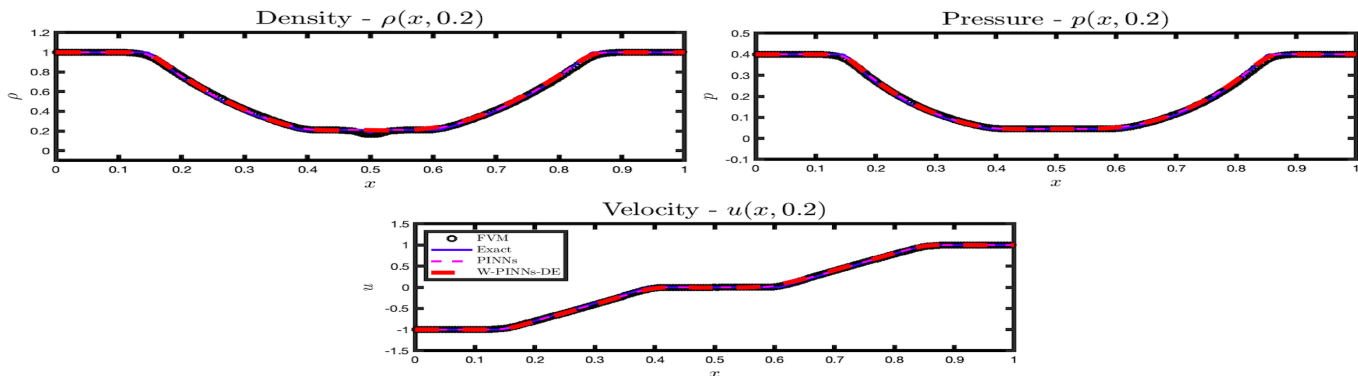 Density - ρ(x, 0.2)
1.2
1
0.8
0.6
0.4
0.2
0
ρ
0 0.1 0.2 0.3 0.4 0.5 0.6 0.7 0.8 0.9 1
x
Pressure - p(x, 0.2)
0.5
0.4
0.3
0.2
0.1
0
-0.1
p
0 0.1 0.2 0.3 0.4 0.5 0.6 0.7 0.8 0.9 1
x
Velocity - u(x, 0.2)
1.5
1
0.5
0
-0.5
-1
-1.5
u
FVM
Exact
PINNs
W-PINNs-DE
0 0.1 0.2 0.3 0.4 0.5 0.6 0.7 0.8 0.9 1
x